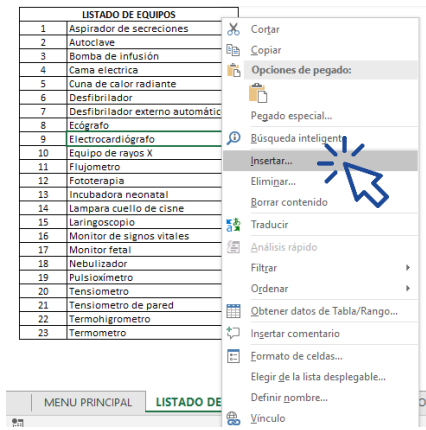 LISTADO DE EQUIPOS
1 Aspirador de secreciones
2 Autoclave
3 Bomba de infusión
4 Cama electrica
5 Cuna de calor radiante
6 Desfibrilador
7 Desfibrilador externo automátic
8 Ecógrafo
9 Electrocardiógrafo
10 Equipo de rayos X
11 Flujometro
12 Fototerapia
13 Incubadora neonatal
14 Lampara cuello de cisne
15 Laringoscopio
16 Monitor de signos vitales
17 Monitor fetal
18 Nebulizador
19 Pulsioxímetro
20 Tensiometro
21 Tensiometro de pared
22 Termohigrometro
23 Termometro
Cortar
Copiar
Opciones de pegado:
Pegado especial...
Búsqueda inteligente
Insertar...
Eliminar...
Borrar contenido
Traducir
Análisis rápido
Filtrar
Ordenar
Obtener datos de Tabla/Rango...
Insertar comentario
Formato de celdas...
Elegir de la lista desplegable...
Definir nombre...
Vínculo
MENU PRINCIPAL
LISTADO DE